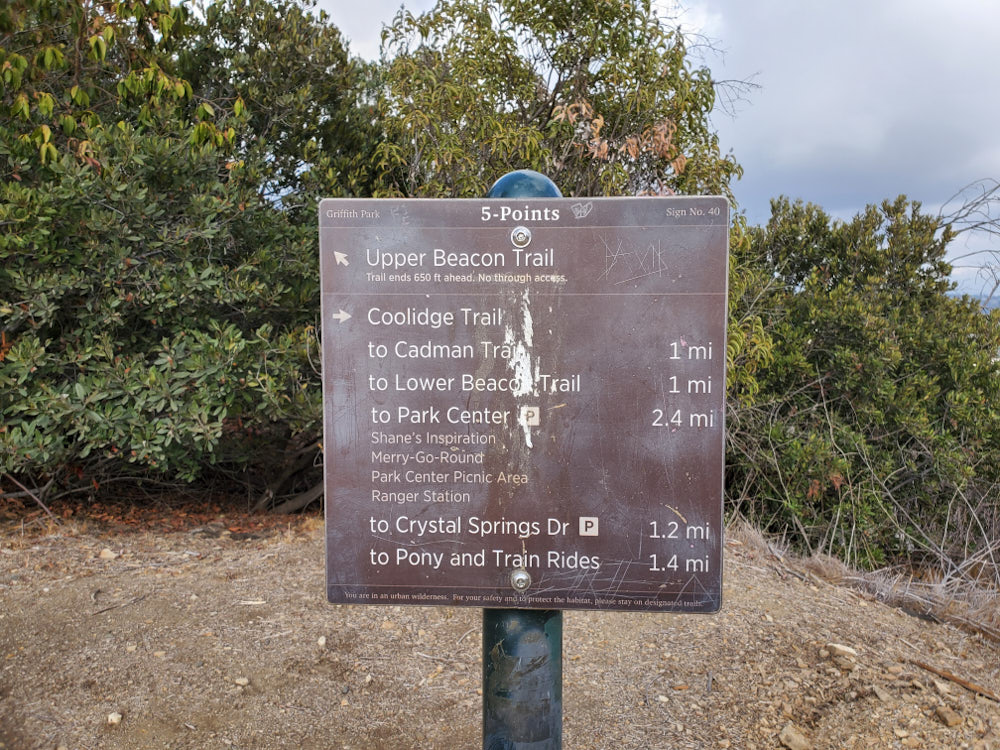 Griffith Park 5-Points Sign No. 40
Upper Beacon Trail
Trail ends 650 ft ahead. No through access.
Coolidge Trail
to Cadman Trail 1 mi
to Lower Beacon Trail 1 mi
to Park Center P 2.4 mi
Shane's Inspiration
Merry-Go-Round
Park Center Picnic Area
Ranger Station
to Crystal Springs Dr P 1.2 mi
to Pony and Train Rides 1.4 mi
You are in an urban wilderness. For your safety and to protect the habitat, please stay on designated trails.